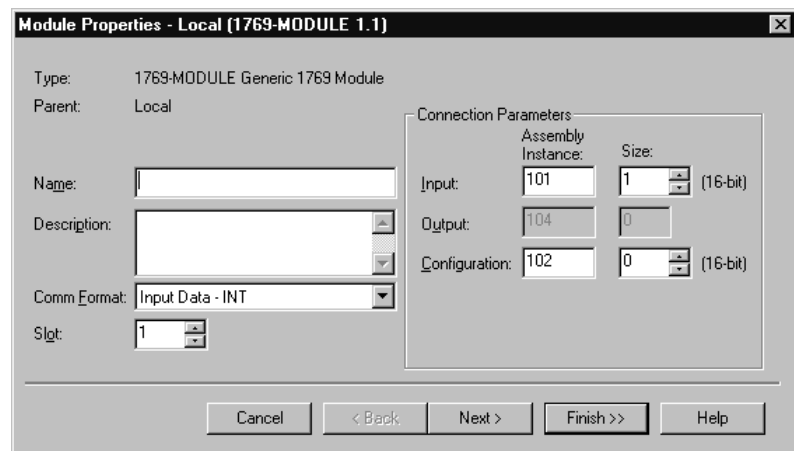 Module Properties - Local (1769-MODULE 1.1)
Type: 1769-MODULE Generic 1769 Module
Parent: Local
Name:
Description:
Comm Format: Input Data - INT
Slot: 1
Connection Parameters
Assembly Instance: Size:
Input: 101 1 (16-bit)
Output: 104 0
Configuration: 102 0 (16-bit)
Cancel < Back Next > Finish >> Help